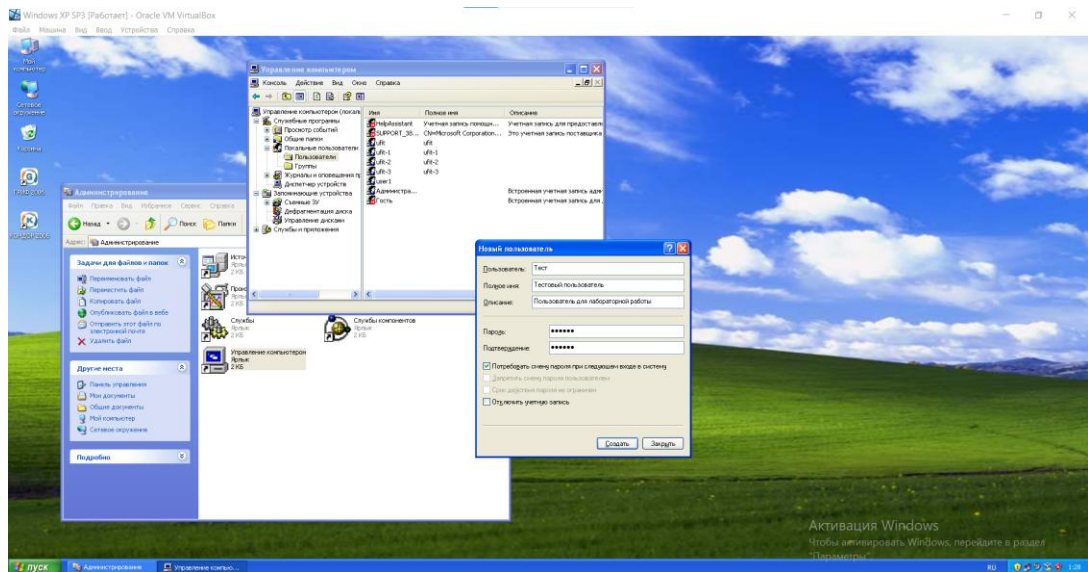 Windows XP SP3 [Работает] - Oracle VM VirtualBox
Файл Машина Вид Ввод Устройства Справка
Мой
компьютер
Сетевое
окружение
Корзина
Управление компьютером
Консоль Действие Вид Окно Справка
Управление компьютером (локал
Служебные программы
Просмотр событий
Общие папки
Локальные пользователи
Пользователи
Группы
Журналы и оповещения п
Диспетчер устройств
Запоминающие устройства
Съемные ЗУ
Дефрагментация диска
Управление дисками
Службы и приложения
Имя Полное имя Описание
HelpAssistant Учетная запись помощи... Учетная запись для предоставле
SUPPORT_38... CN=Microsoft Corporation... Это учетная запись поставщика
ufit ufit
ufit-1 ufit-1
ufit-2 ufit-2
ufit-3 ufit-3
user1
Администра... Встроенная учетная запись адми
Гость Встроенная учетная запись для
Администрирование
Файл Правка Вид Избранное Сервис Справка
Назад Поиск Папки
Адрес: Администрирование
Задачи для файлов и папок
Переименовать файл
Переместить файл
Копировать файл
Опубликовать файл в вебе
Отправить этот файл по
электронной почте
Удалить файл
Другие места
Панель управления
Мои документы
Общие документы
Мой компьютер
Сетевое окружение
Подробно
Ярлык
2 КБ
Службы
Ярлык
2 КБ
Службы компонентов
Ярлык
2 КБ
Управление компьютером
Ярлык
2 КБ
Новый пользователь
Пользователь: Тест
Полное имя: Тестовый пользователь
Описание: Пользователь для лабораторной работы
Пароль: ••••••
Подтверждение: ••••••
Потребовать смену пароля при следующем входе в систему
Запретить смену пароля пользователем
Срок действия пароля не ограничен
Отключить учетную запись
Создать Закрыть
Активация Windows
Чтобы активировать Windows, перейдите в раздел
"Параметры".
пуск Администрирование Управление компью... RU 1:28